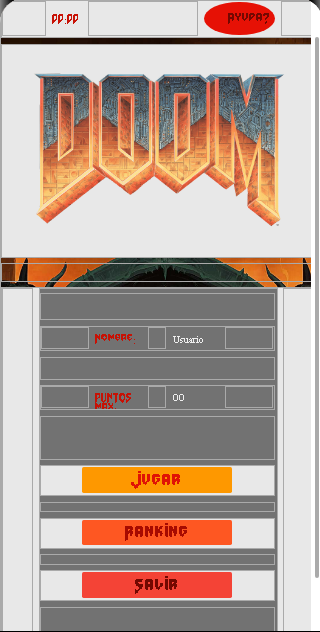 00:00
AYUDA?
DOOM
NOMBRE:
Usuario
PUNTOS
MAX.
00
JUGAR
RANKING
SALIR